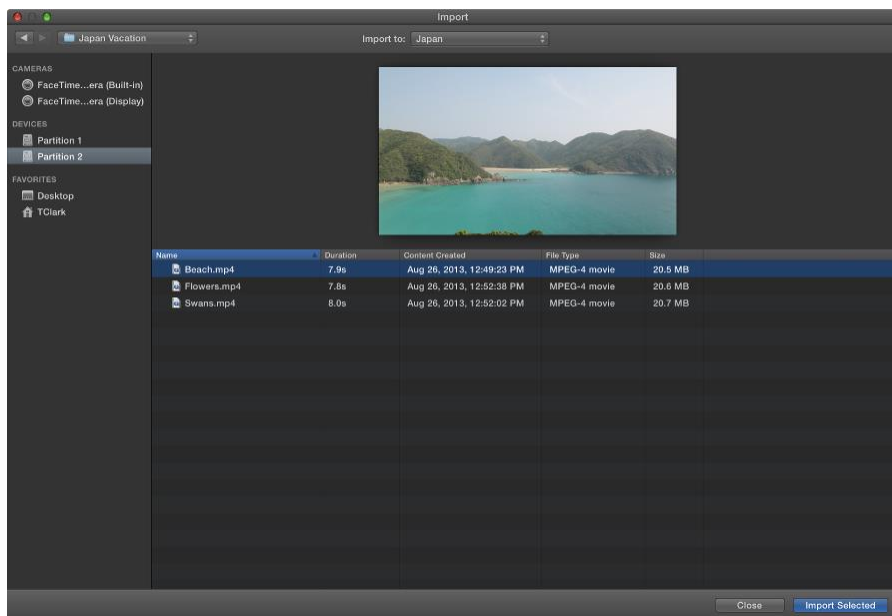 Import
Japan Vacation
Import to: Japan
CAMERAS
FaceTime...era (Built-in)
FaceTime...era (Display)
DEVICES
Partition 1
Partition 2
FAVORITES
Desktop
TClark
Name Duration Content Created File Type Size
Beach.mp4 7.9s Aug 26, 2013, 12:49:23 PM MPEG-4 movie 20.5 MB
Flowers.mp4 7.8s Aug 26, 2013, 12:52:38 PM MPEG-4 movie 20.6 MB
Swans.mp4 8.0s Aug 26, 2013, 12:52:02 PM MPEG-4 movie 20.7 MB
Close Import Selected